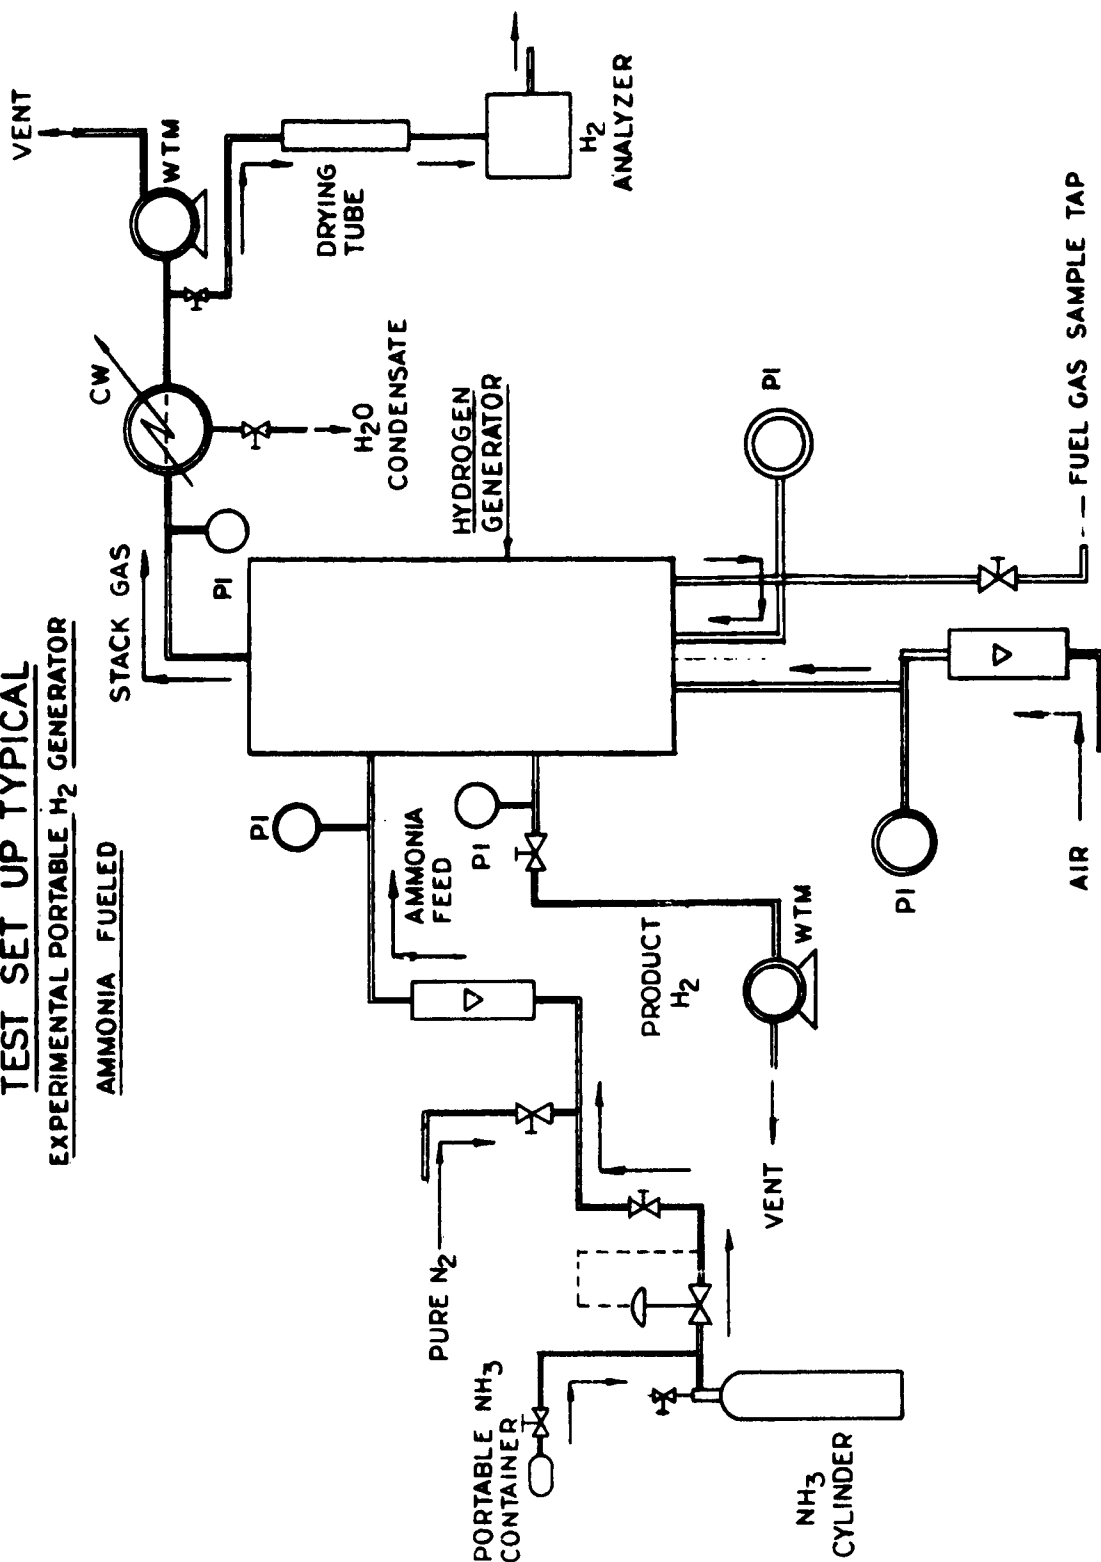 TEST SET UP TYPICAL
EXPERIMENTAL PORTABLE H2 GENERATOR
AMMONIA FUELED
PORTABLE NH3
CONTAINER
NH3
CYLINDER
PURE N2
VENT
PRODUCT
H2
WTM
AMMONIA
FEED
PI
PI
PI
AIR
STACK GAS
PI
HYDROGEN
GENERATOR
PI
FUEL GAS SAMPLE TAP
CW
H2O
CONDENSATE
VENT
WTM
DRYING
TUBE
H2
ANALYZER